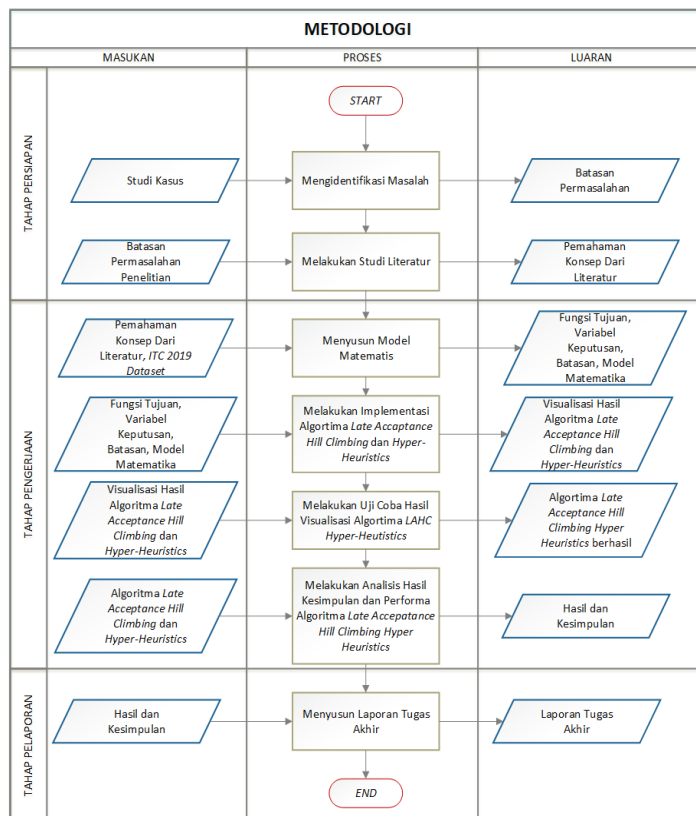 METODOLOGI
MASUKAN
PROSES
LUARAN
TAHAP PERSIAPAN
START
Studi Kasus
Mengidentifikasi Masalah
Batasan
Permasalahan
Batasan
Permasalahan
Penelitian
Melakukan Studi Literatur
Pemahaman
Konsep Dari
Literatur
TAHAP PENGERJAAN
Pemahaman
Konsep Dari
Literatur, ITC 2019
Dataset
Menyusun Model
Matematis
Fungsi Tujuan,
Variabel
Keputusan,
Batasan, Model
Matematika
Fungsi Tujuan,
Variabel
Keputusan,
Batasan, Model
Matematika
Melakukan Implementasi
Algortima Late Accaptance
Hill Climbing dan Hyper-
Heuristics
Visualisasi Hasil
Algoritma Late
Acceptance Hill
Climbing dan
Hyper-Heuristics
Visualisasi Hasil
Algoritma Late
Acceptance Hill
Climbing dan
Hyper-Heuristics
Melakukan Uji Coba Hasil
Visualisasi Algortima LAHC
Hyper-Heutistics
Algortima Late
Acceptance Hill
Climbing Hyper
Heuristics berhasil
Algoritma Late
Acceptance Hill
Climbing dan
Hyper-Heuristics
Melakukan Analisis Hasil
Kesimpulan dan Performa
Algoritma Late Accepatance
Hill Climbing Hyper
Heuristics
Hasil dan
Kesimpulan
TAHAP PELAPORAN
Hasil dan
Kesimpulan
Menyusun Laporan Tugas
Akhir
Laporan Tugas
Akhir
END